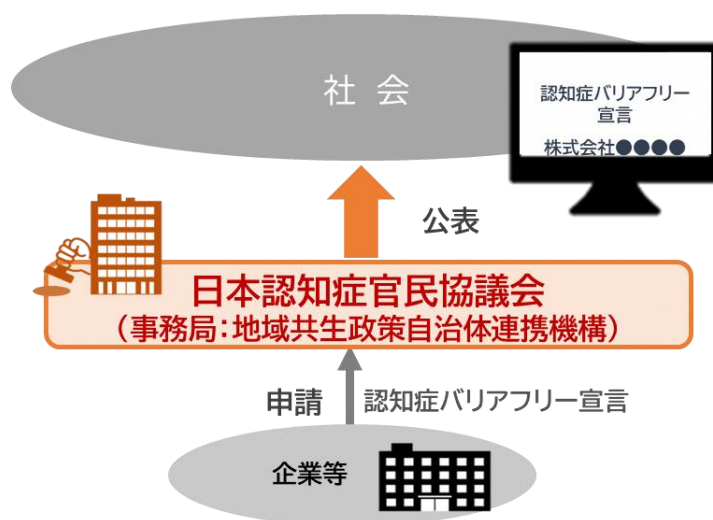 社 会
認知症バリアフリー
宣言
株式会社●●●●
公表
日本認知症官民協議会
（事務局：地域共生政策自治体連携機構）
申請 認知症バリアフリー宣言
企業等